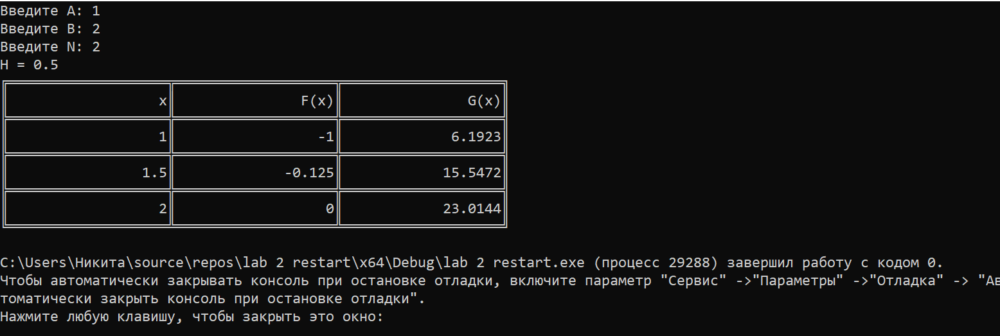 Введите A: 1
Введите B: 2
Введите N: 2
H = 0.5
x F(x) G(x)
1 -1 6.1923
1.5 -0.125 15.5472
2 0 23.0144
C:\Users\Никита\source\repos\lab 2 restart\x64\Debug\lab 2 restart.exe (процесс 29288) завершил работу с кодом 0.
Чтобы автоматически закрывать консоль при остановке отладки, включите параметр "Сервис" ->"Параметры" ->"Отладка" -> "Ав
томатически закрыть консоль при остановке отладки".
Нажмите любую клавишу, чтобы закрыть это окно: